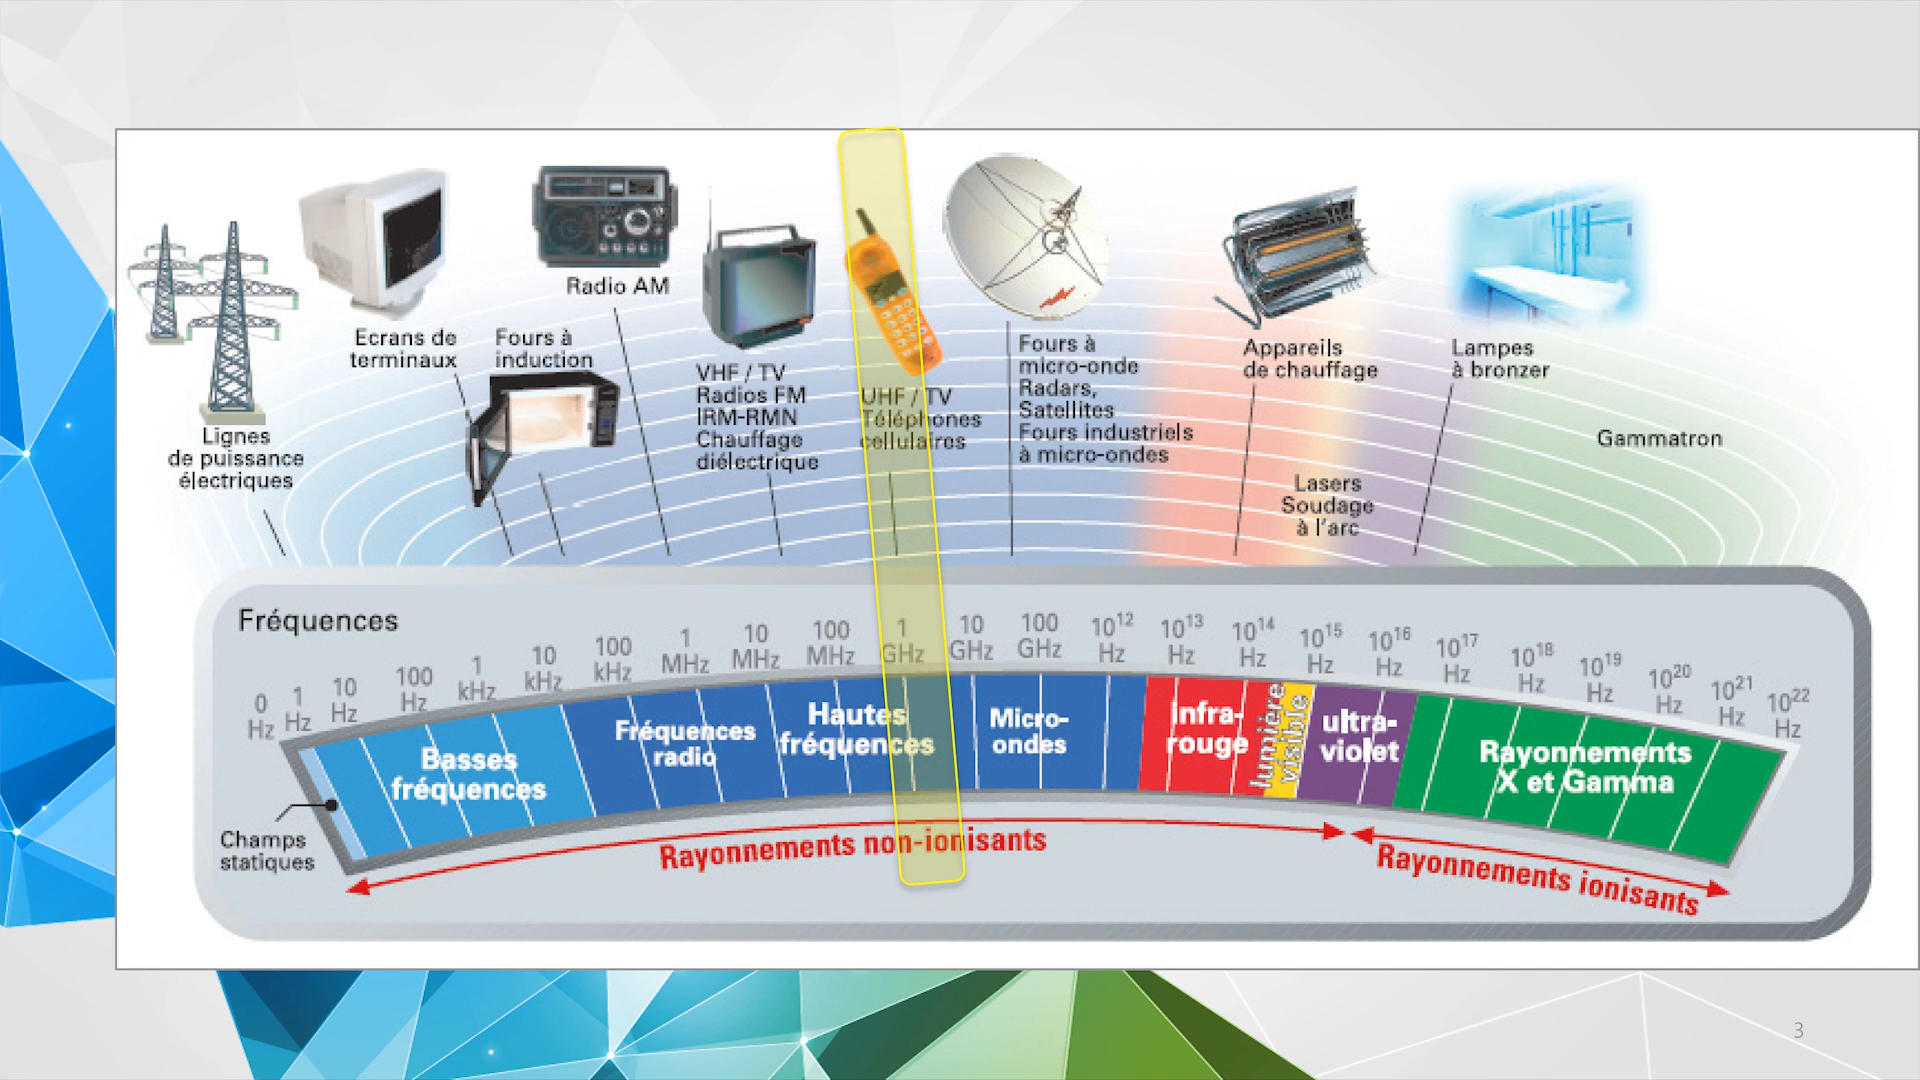 Radio AM
Ecrans de
terminaux
Fours à
induction
VHF / TV
Radios FM
IRM-RMN
Chauffage
diélectrique
UHF / TV
Téléphones
cellulaires
Fours à
micro-onde
Radars,
Satellites
Fours industriels
à micro-ondes
Appareils
de chauffage
Lampes
à bronzer
Lignes
de puissance
électriques
Gammatron
Lasers
Soudage
à l'arc
Fréquences
0 Hz
1 Hz
10 Hz
100 Hz
1 kHz
10 kHz
100 kHz
1 MHz
10 MHz
100 MHz
1 GHz
10 GHz
100 GHz
10¹² Hz
10¹³ Hz
10¹⁴ Hz
10¹⁵ Hz
10¹⁶ Hz
10¹⁷ Hz
10¹⁸ Hz
10¹⁹ Hz
10²⁰ Hz
10²¹ Hz
10²² Hz
Basses
fréquences
Fréquences
radio
Hautes
fréquences
Micro-
ondes
infra-
rouge
lumière
visible
ultra-
violet
Rayonnements
X et Gamma
Champs
statiques
Rayonnements non-ionisants
Rayonnements ionisants
3